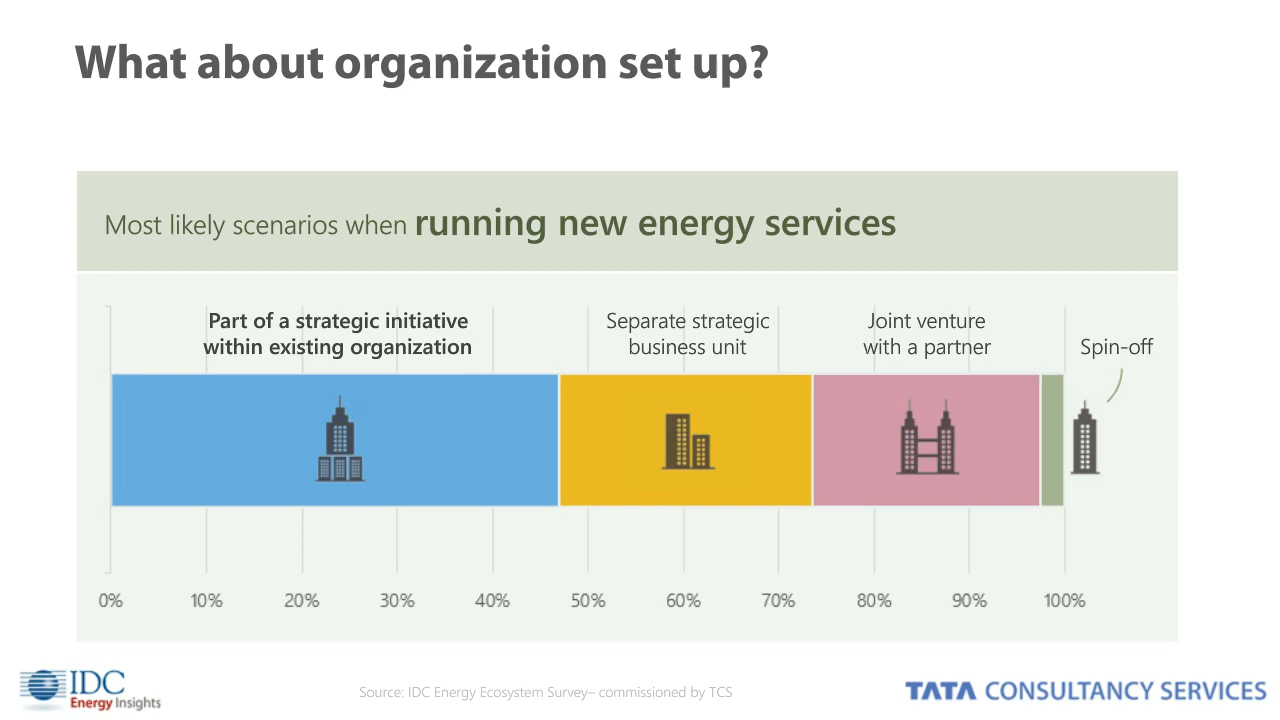 What about organization set up?
Most likely scenarios when running new energy services
Part of a strategic initiative
within existing organization
Separate strategic
business unit
Joint venture
with a partner
Spin-off
0% 10% 20% 30% 40% 50% 60% 70% 80% 90% 100%
IDC
Energy Insights
Source: IDC Energy Ecosystem Survey– commissioned by TCS
TATA CONSULTANCY SERVICES